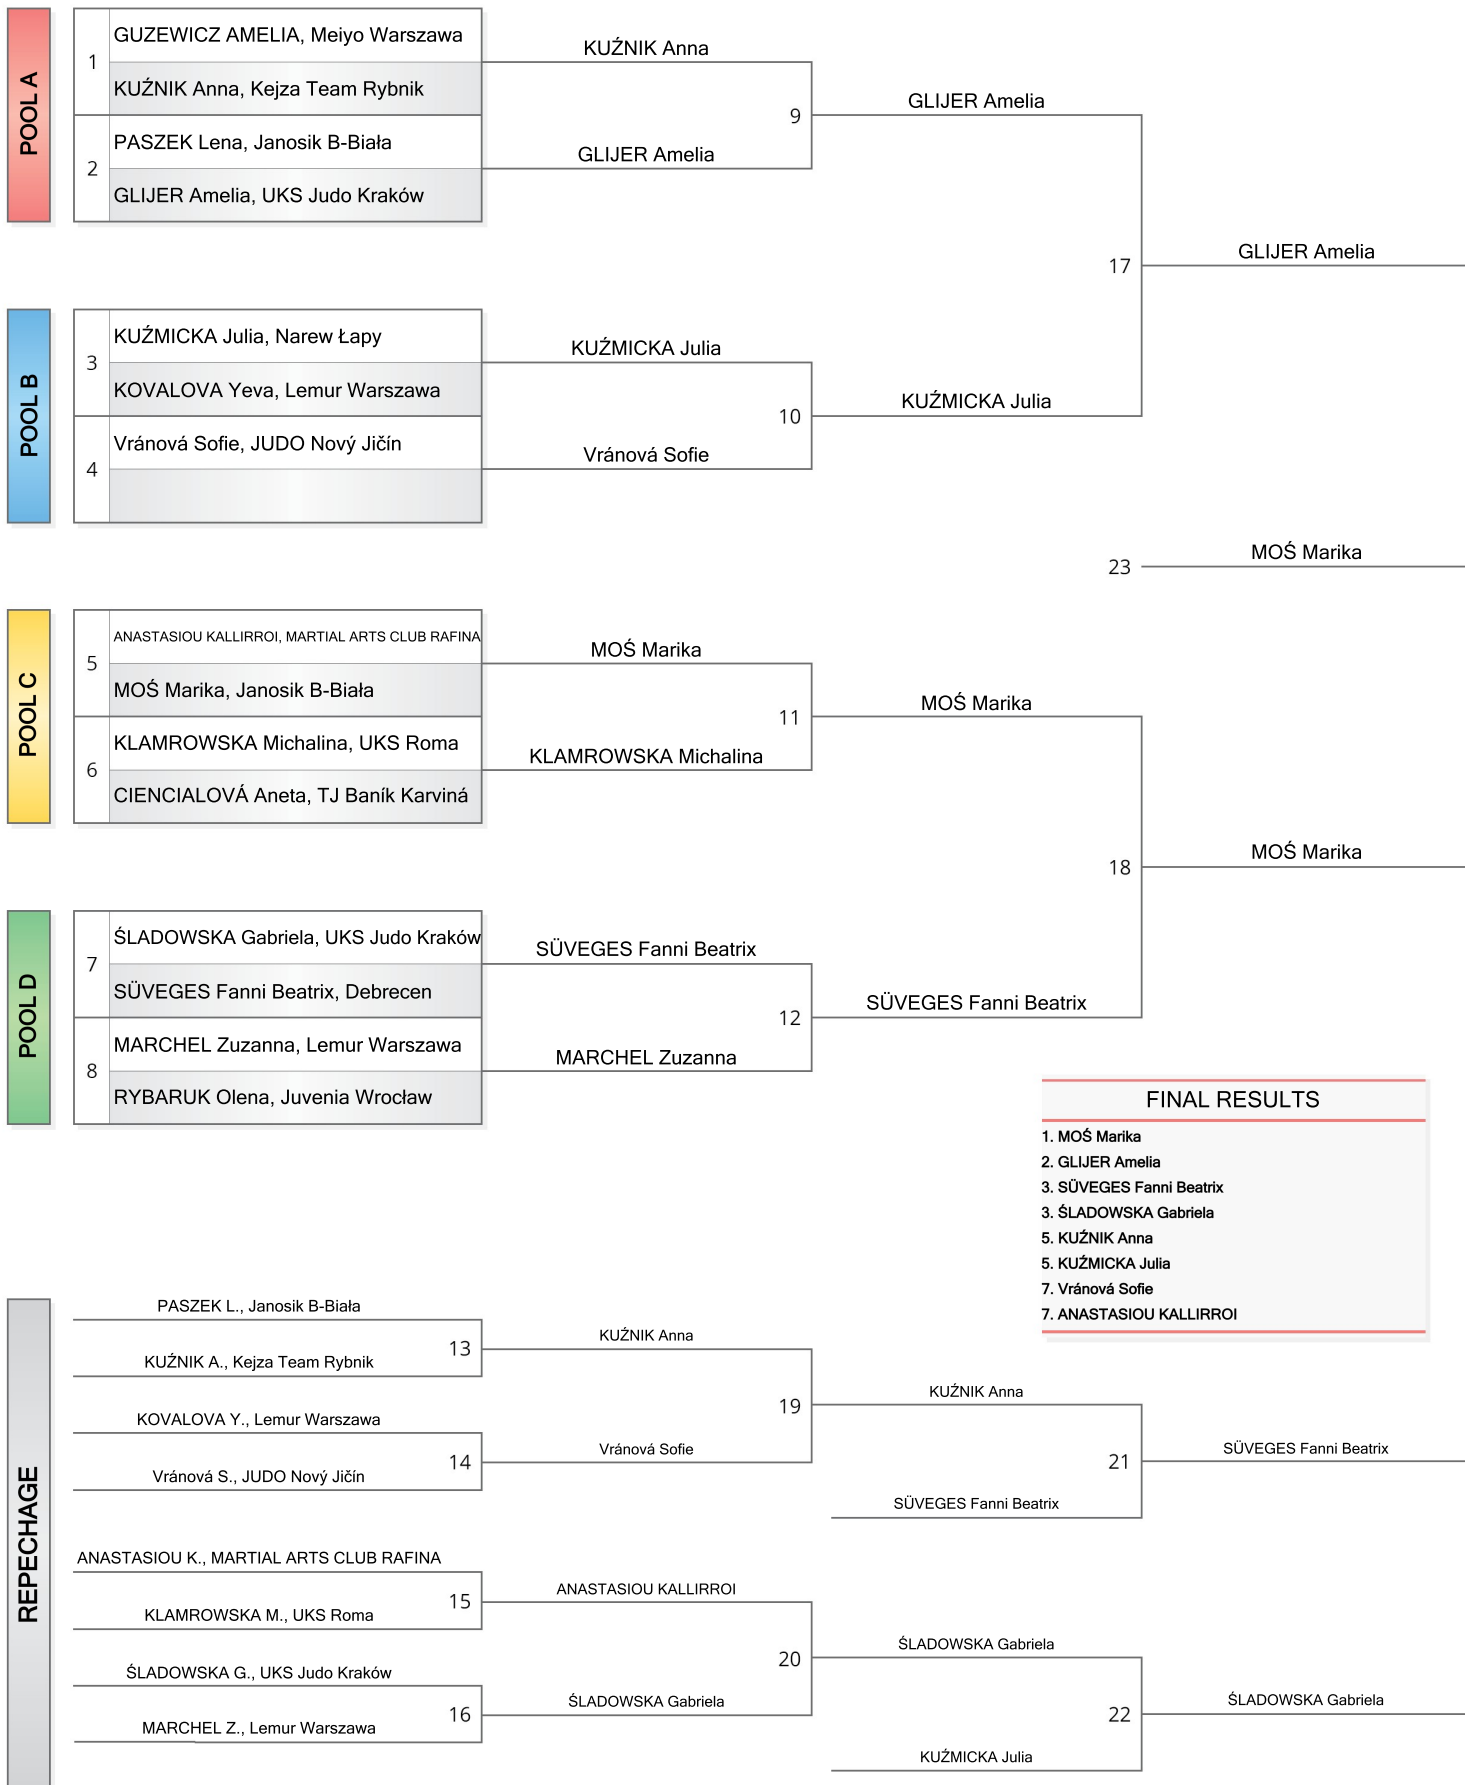 POOL A
1
GUZEWICZ AMELIA, Meiyo Warszawa
KUŹNIK Anna, Kejza Team Rybnik
2
PASZEK Lena, Janosik B-Biała
GLIJER Amelia, UKS Judo Kraków
KUŹNIK Anna
GLIJER Amelia
9
GLIJER Amelia
POOL B
3
KUŹMICKA Julia, Narew Łapy
KOVALOVA Yeva, Lemur Warszawa
4
Vránová Sofie, JUDO Nový Jičín
KUŹMICKA Julia
Vránová Sofie
10
KUŹMICKA Julia
17
GLIJER Amelia
23
MOŚ Marika
POOL C
5
ANASTASIOU KALLIRROI, MARTIAL ARTS CLUB RAFINA
MOŚ Marika, Janosik B-Biała
6
KLAMROWSKA Michalina, UKS Roma
CIENCIALOVÁ Aneta, TJ Baník Karviná
MOŚ Marika
KLAMROWSKA Michalina
11
MOŚ Marika
POOL D
7
ŚLADOWSKA Gabriela, UKS Judo Kraków
SÜVEGES Fanni Beatrix, Debrecen
8
MARCHEL Zuzanna, Lemur Warszawa
RYBARUK Olena, Juvenia Wrocław
SÜVEGES Fanni Beatrix
MARCHEL Zuzanna
12
SÜVEGES Fanni Beatrix
18
MOŚ Marika
FINAL RESULTS
1. MOŚ Marika
2. GLIJER Amelia
3. SÜVEGES Fanni Beatrix
3. ŚLADOWSKA Gabriela
5. KUŹNIK Anna
5. KUŹMICKA Julia
7. Vránová Sofie
7. ANASTASIOU KALLIRROI
REPECHAGE
PASZEK L., Janosik B-Biała
KUŹNIK A., Kejza Team Rybnik
13
KUŹNIK Anna
KOVALOVA Y., Lemur Warszawa
Vránová S., JUDO Nový Jičín
14
Vránová Sofie
19
KUŹNIK Anna
SÜVEGES Fanni Beatrix
21
SÜVEGES Fanni Beatrix
ANASTASIOU K., MARTIAL ARTS CLUB RAFINA
KLAMROWSKA M., UKS Roma
15
ANASTASIOU KALLIRROI
ŚLADOWSKA G., UKS Judo Kraków
MARCHEL Z., Lemur Warszawa
16
ŚLADOWSKA Gabriela
20
ŚLADOWSKA Gabriela
KUŹMICKA Julia
22
ŚLADOWSKA Gabriela